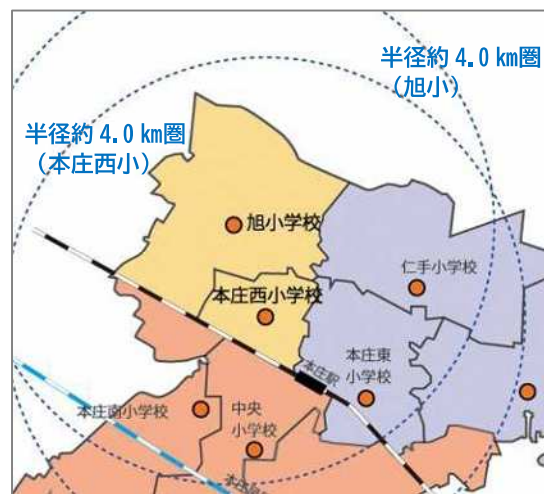 半径約 4.0 km圏
（旭小）
半径約 4.0 km圏
（本庄西小）
旭小学校
仁手小学校
本庄西小学校
本庄東
小学校
本庄駅
本庄南小学校
中央
小学校